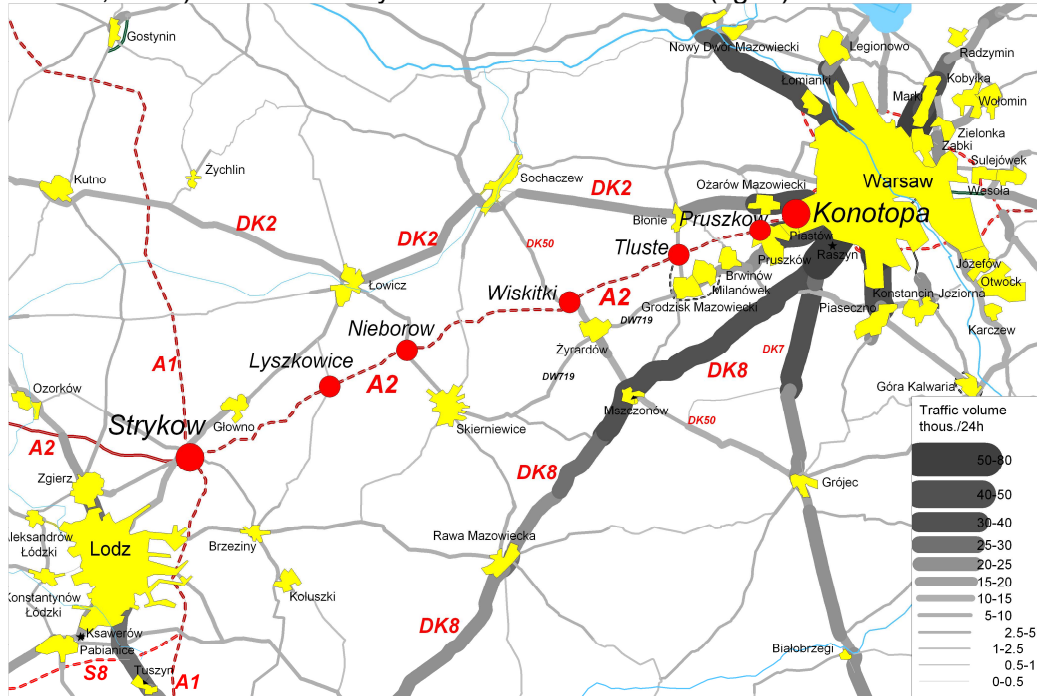 Gostynin
Nowy Dwór Mazowiecki
Legionowo
Radzymin
Łomianki
Kobyłka
Marki
Wołomin
Zielonka
Ząbki
Sulejówek
Kutno
Żychlin
Sochaczew
DK2
Ożarów Mazowiecki
Warsaw
Wesoła
DK2
DK2
DK50
Błonie
Pruszkow
Konotopa
Piastów
Tluste
Pruszków
Raszyn
Józefów
Łowicz
Wiskitki
A2
Brwinów
Milanówek
Otwock
Grodzisk Mazowiecki
Konstancin-Jeziorna
Piaseczno
Nieborow
DW719
Karczew
Żyrardów
A1
Lyszkowice
A2
DW719
DK8
DK7
Góra Kalwaria
Ozorków
Strykow
Głowno
Skierniewice
Mszczonów
DK50
Traffic volume
thous./24h
A2
50-80
Zgierz
DK8
Grójec
40-50
30-40
Aleksandrów
Łódzki
Lodz
Brzeziny
Rawa Mazowiecka
25-30
20-25
15-20
Konstantynów
Łódzki
Koluszki
10-15
5-10
Ksawerów
Pabianice
DK8
2.5-5
Białobrzegi
1-2.5
S8
Tuszyn
A1
0.5-1
0-0.5